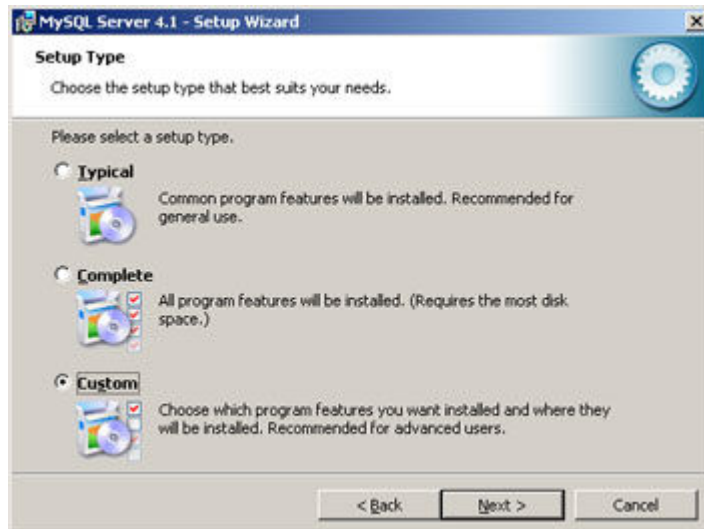 MySQL Server 4.1 - Setup Wizard
Setup Type
Choose the setup type that best suits your needs.
Please select a setup type.
Typical
Common program features will be installed. Recommended for
general use.
Complete
All program features will be installed. (Requires the most disk
space.)
Custom
Choose which program features you want installed and where they
will be installed. Recommended for advanced users.
< Back
Next >
Cancel